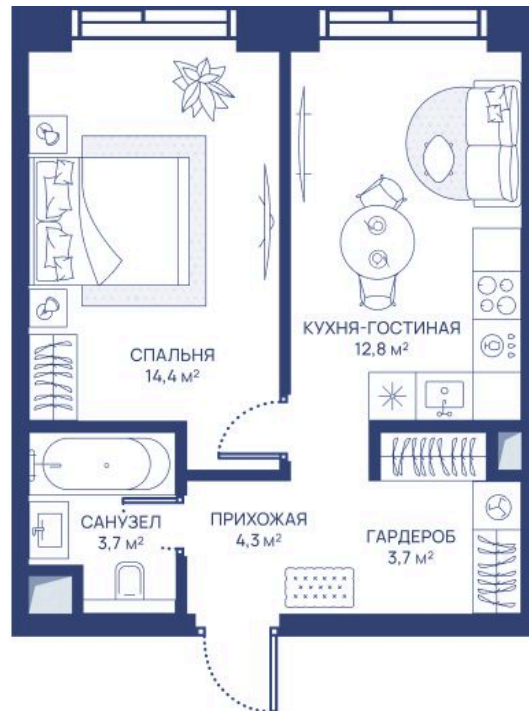 СПАЛЬНЯ
14,4 м²
КУХНЯ-ГОСТИНАЯ
12,8 м²
САНУЗЕЛ
3,7 м²
ПРИХОЖАЯ
4,3 м²
ГАРДЕРОБ
3,7 м²